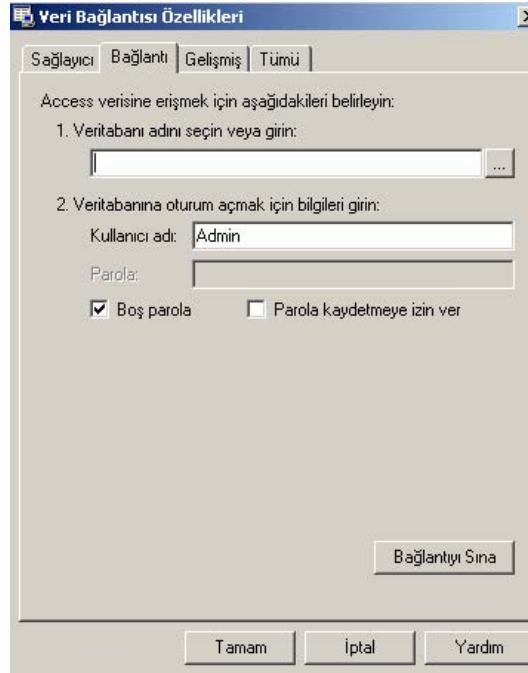 Veri Bağlantısı Özellikleri
Sağlayıcı Bağlantı Gelişmiş Tümü
Access verisine erişmek için aşağıdakileri belirleyin:
1. Veritabanı adını seçin veya girin:
...
2. Veritabanına oturum açmak için bilgileri girin:
Kullanıcı adı: Admin
Parola:
Boş parola Parola kaydetmeye izin ver
Bağlantıyı Sına
Tamam İptal Yardım